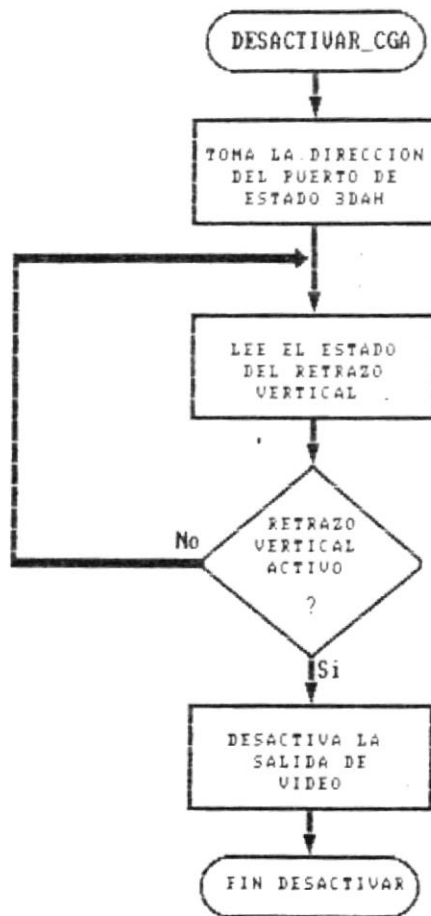 DESACTIVAR_CGA
TOMA LA DIRECCION
DEL PUERTO DE
ESTADO 3DAH
LEE EL ESTADO
DEL RETRAZO
VERTICAL
RETRAZO
VERTICAL
ACTIVO
?
No
Si
DESACTIVA LA
SALIDA DE
VIDEO
FIN DESACTIVAR